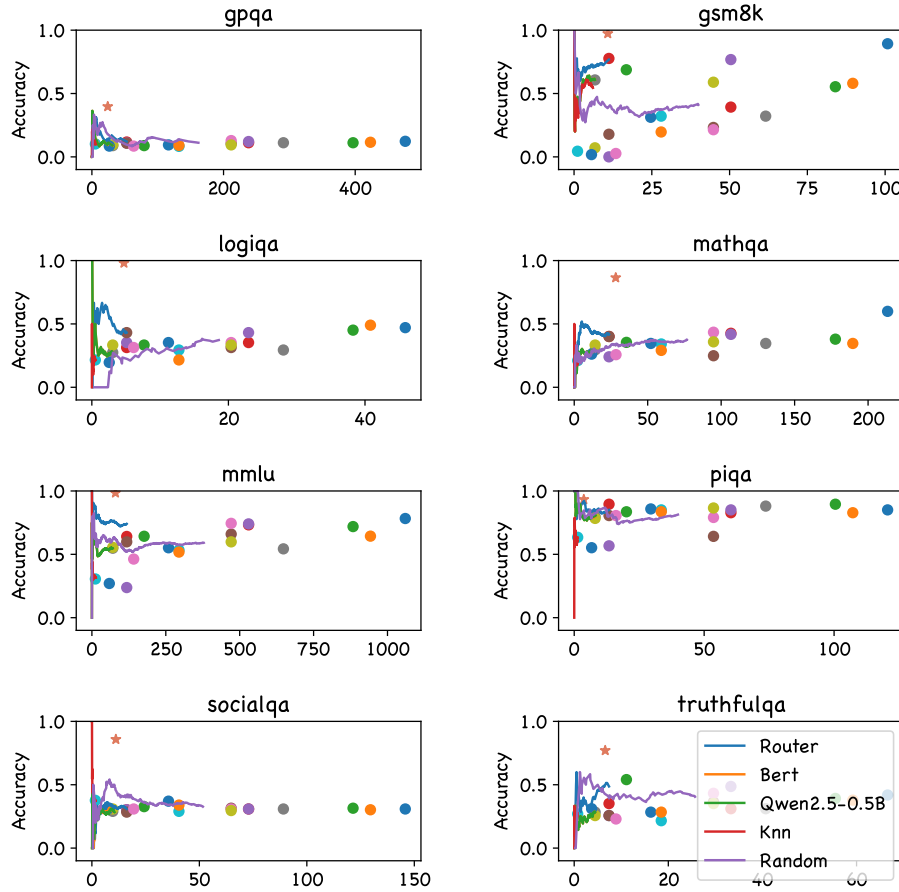 gpqa
gsm8k
Accuracy
1.0
0.5
0.0
0 200 400
Accuracy
1.0
0.5
0.0
0 25 50 75 100
logiqa
mathqa
Accuracy
1.0
0.5
0.0
0 20 40
Accuracy
1.0
0.5
0.0
0 50 100 150 200
mmlu
piqa
Accuracy
1.0
0.5
0.0
0 250 500 750 1000
Accuracy
1.0
0.5
0.0
0 50 100
socialqa
truthfulqa
Accuracy
1.0
0.5
0.0
0 50 100 150
Accuracy
1.0
0.5
0.0
0 20 40 60
Router
Bert
Qwen2.5-0.5B
Knn
Random